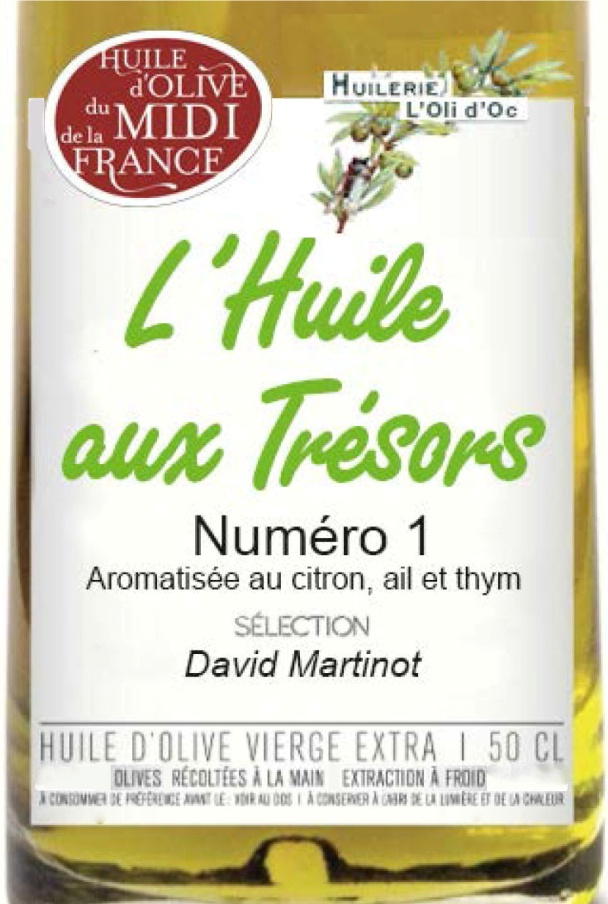 HUILE
d'OLIVE
du
de la MIDI
FRANCE
HUILERIE
L'Oli d'Oc
L'Huile
aux Trésors
Numéro 1
Aromatisée au citron, ail et thym
SÉLECTION
David Martinot
HUILE D'OLIVE VIERGE EXTRA I 50 CL
OLIVES RÉCOLTÉES À LA MAIN EXTRACTION À FROID
À CONSOMMER DE PRÉFÉRENCE AVANT LE : VOIR AU DOS I À CONSERVER À L'ABRI DE LA LUMIÈRE ET DE LA CHALEUR